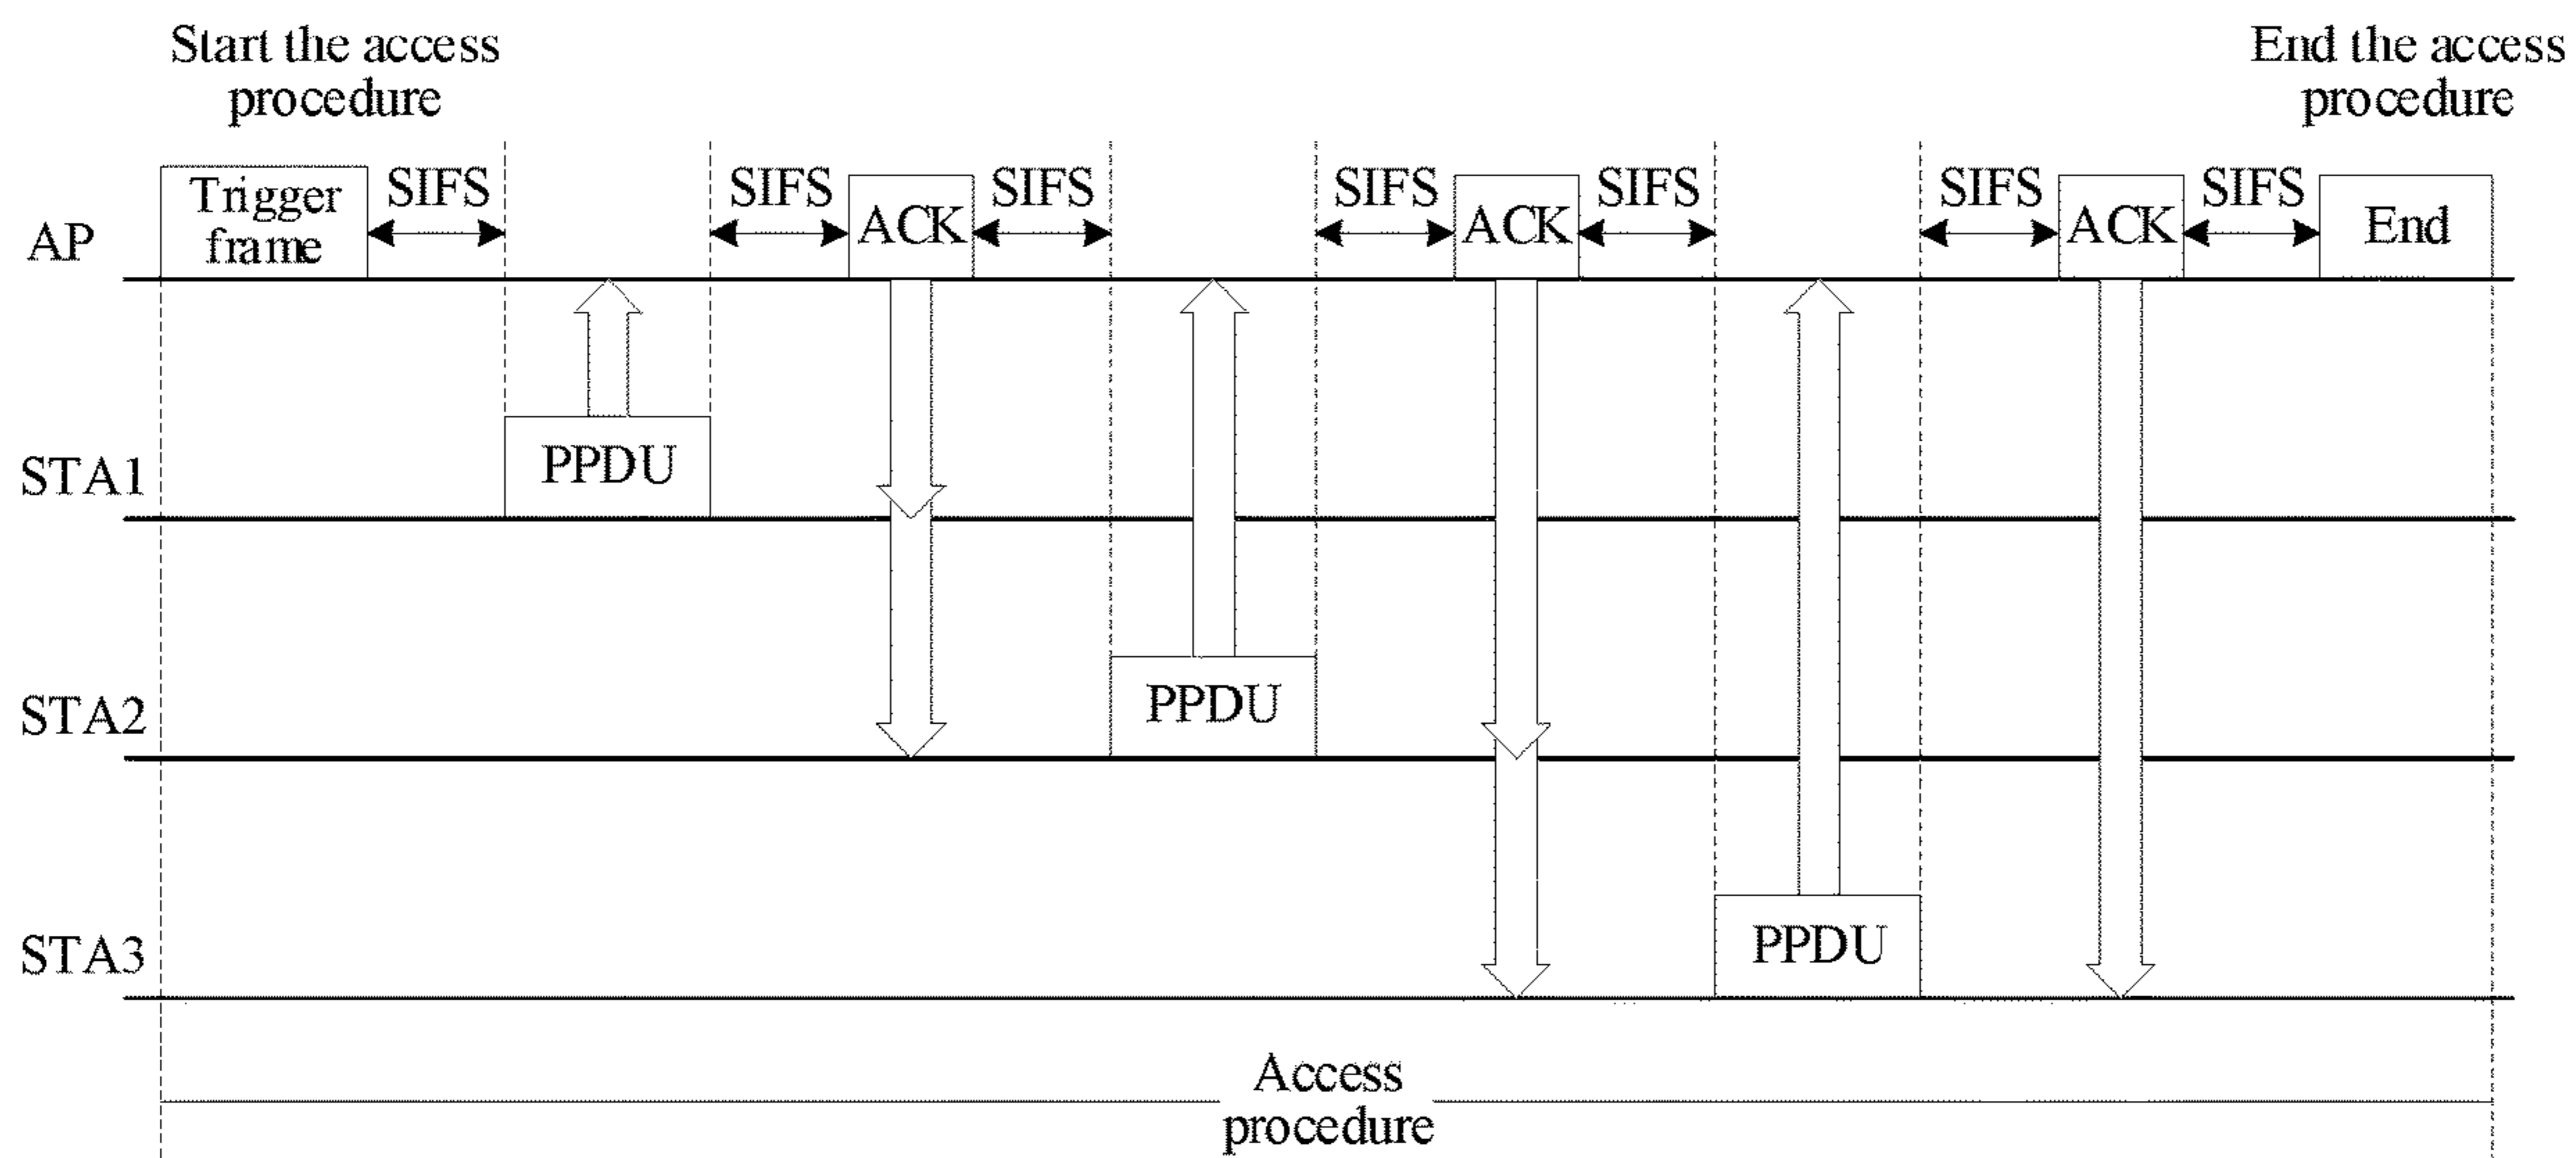 Start the access
procedure
End the access
procedure
AP
Trigger
frame
SIFS
SIFS
ACK
SIFS
SIFS
ACK
SIFS
SIFS
ACK
SIFS
End
STA1
PPDU
STA2
PPDU
STA3
PPDU
Access
procedure